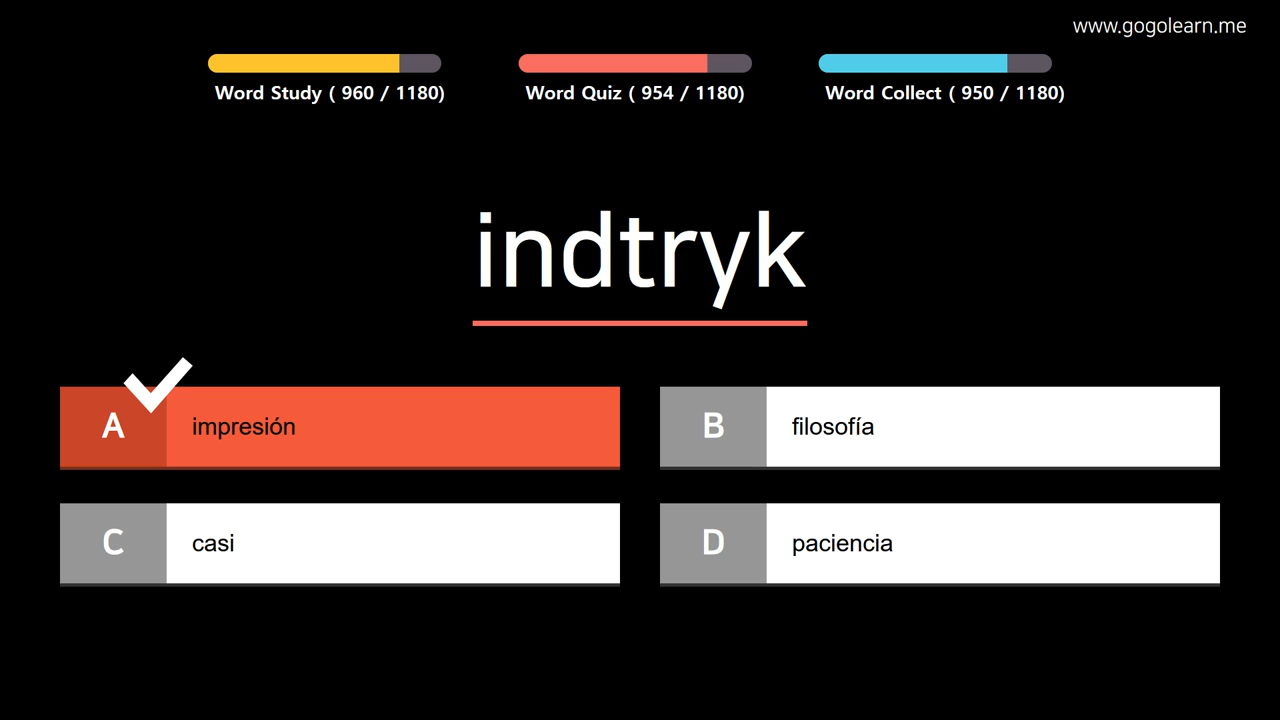 www.gogolearn.me
Word Study ( 960 / 1180)
Word Quiz ( 954 / 1180)
Word Collect ( 950 / 1180)
indtryk
A impresión
B filosofía
C casi
D paciencia